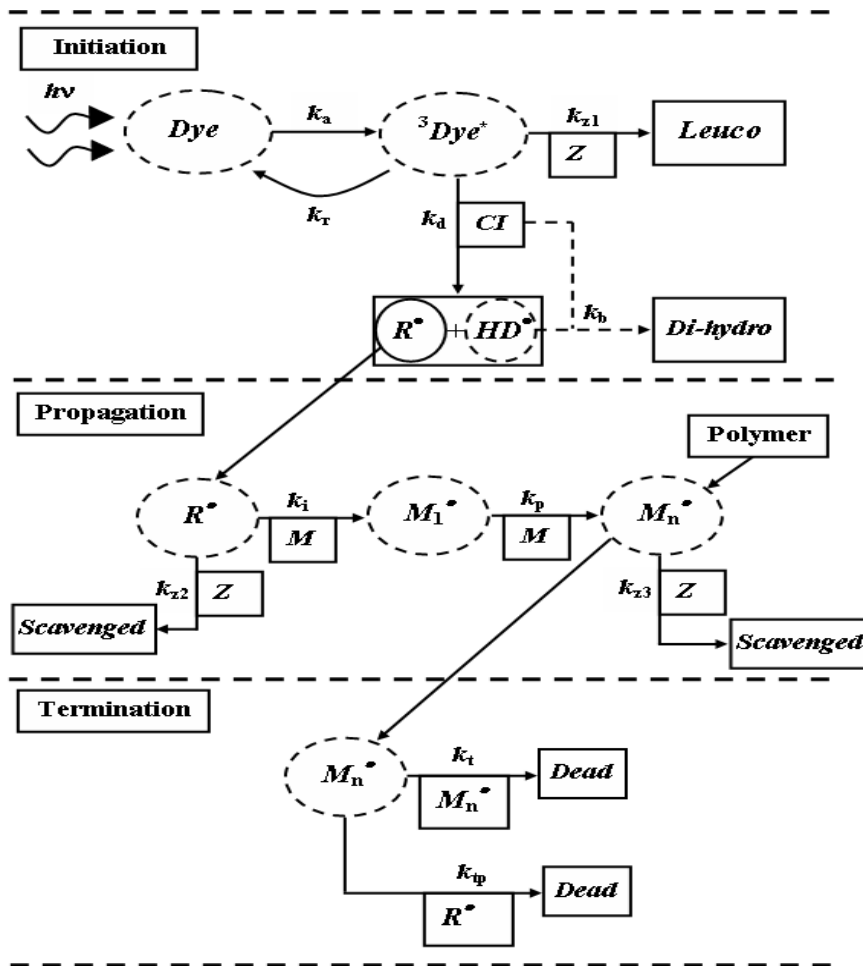 Initiation
hν
Dye
k_a
³Dye*
k_z1
Z
Leuco
k_r
k_d
CI
R•
+
HD•
k_b
Di-hydro
Propagation
Polymer
R•
k_i
M
M₁•
k_p
M
M_n•
k_z2
Z
Scavenged
k_z3
Z
Scavenged
Termination
M_n•
k_t
M_n•
Dead
k_tp
R•
Dead